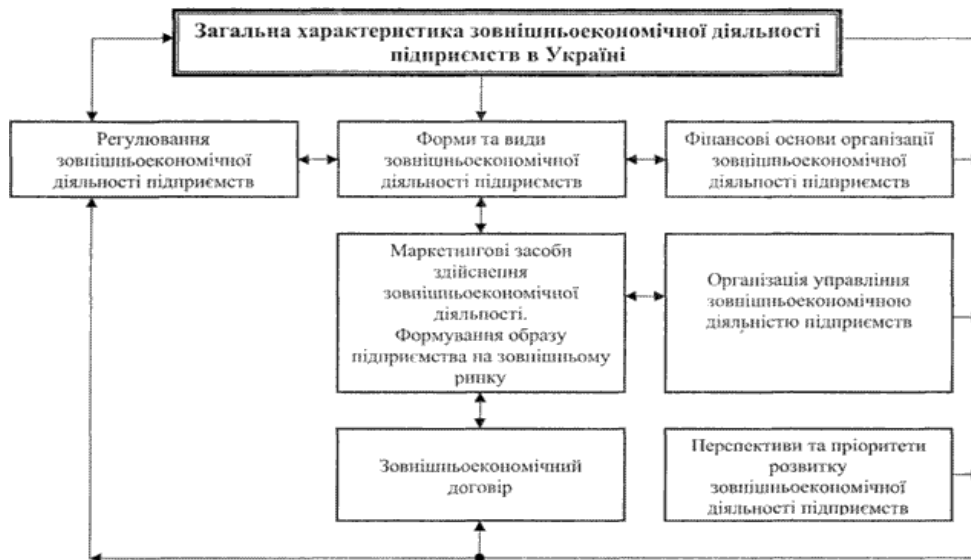 Загальна характеристика зовнішньоекономічної діяльності
підприємств в Україні
Регулювання
зовнішньоекономічної
діяльності підприємств
Форми та види
зовнішньоекономічної
діяльності підприємств
Фінансові основи організації
зовнішньоекономічної
діяльності підприємств
Маркетингові засоби
здійснення
зовнішньоекономічної
діяльності.
Формування образу
підприємства на зовнішньому
ринку
Організація управління
зовнішньоекономічною
діяльністю підприємств
Зовнішньоекономічний
договір
Перспективи та пріоритети
розвитку
зовнішньоекономічної
діяльності підприємств